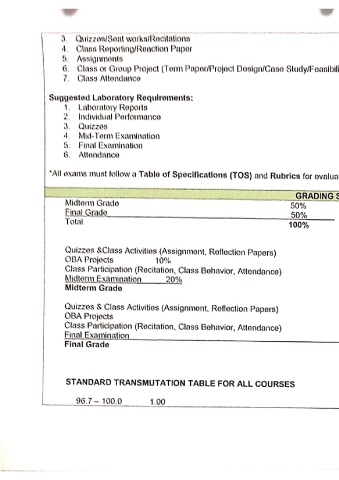 3. Quizzes/Seat works/Recitations
4. Class Reporting/Reaction Paper
5. Assignments
6. Class or Group Project (Term Paper/Project Design/Case Study/Feasibili
7. Class Attendance
Suggested Laboratory Requirements:
1. Laboratory Reports
2. Individual Performance
3. Quizzes
4. Mid-Term Examination
5. Final Examination
6. Attendance
*All exams must follow a Table of Specifications (TOS) and Rubrics for evalua
GRADING S
Midterm Grade 50%
Final Grade 50%
Total 100%
Quizzes &Class Activities (Assignment, Reflection Papers)
OBA Projects 10%
Class Participation (Recitation, Class Behavior, Attendance)
Midterm Examination 20%
Midterm Grade
Quizzes & Class Activities (Assignment, Reflection Papers)
OBA Projects
Class Participation (Recitation, Class Behavior, Attendance)
Final Examination
Final Grade
STANDARD TRANSMUTATION TABLE FOR ALL COURSES
96.7 – 100.0 1.00